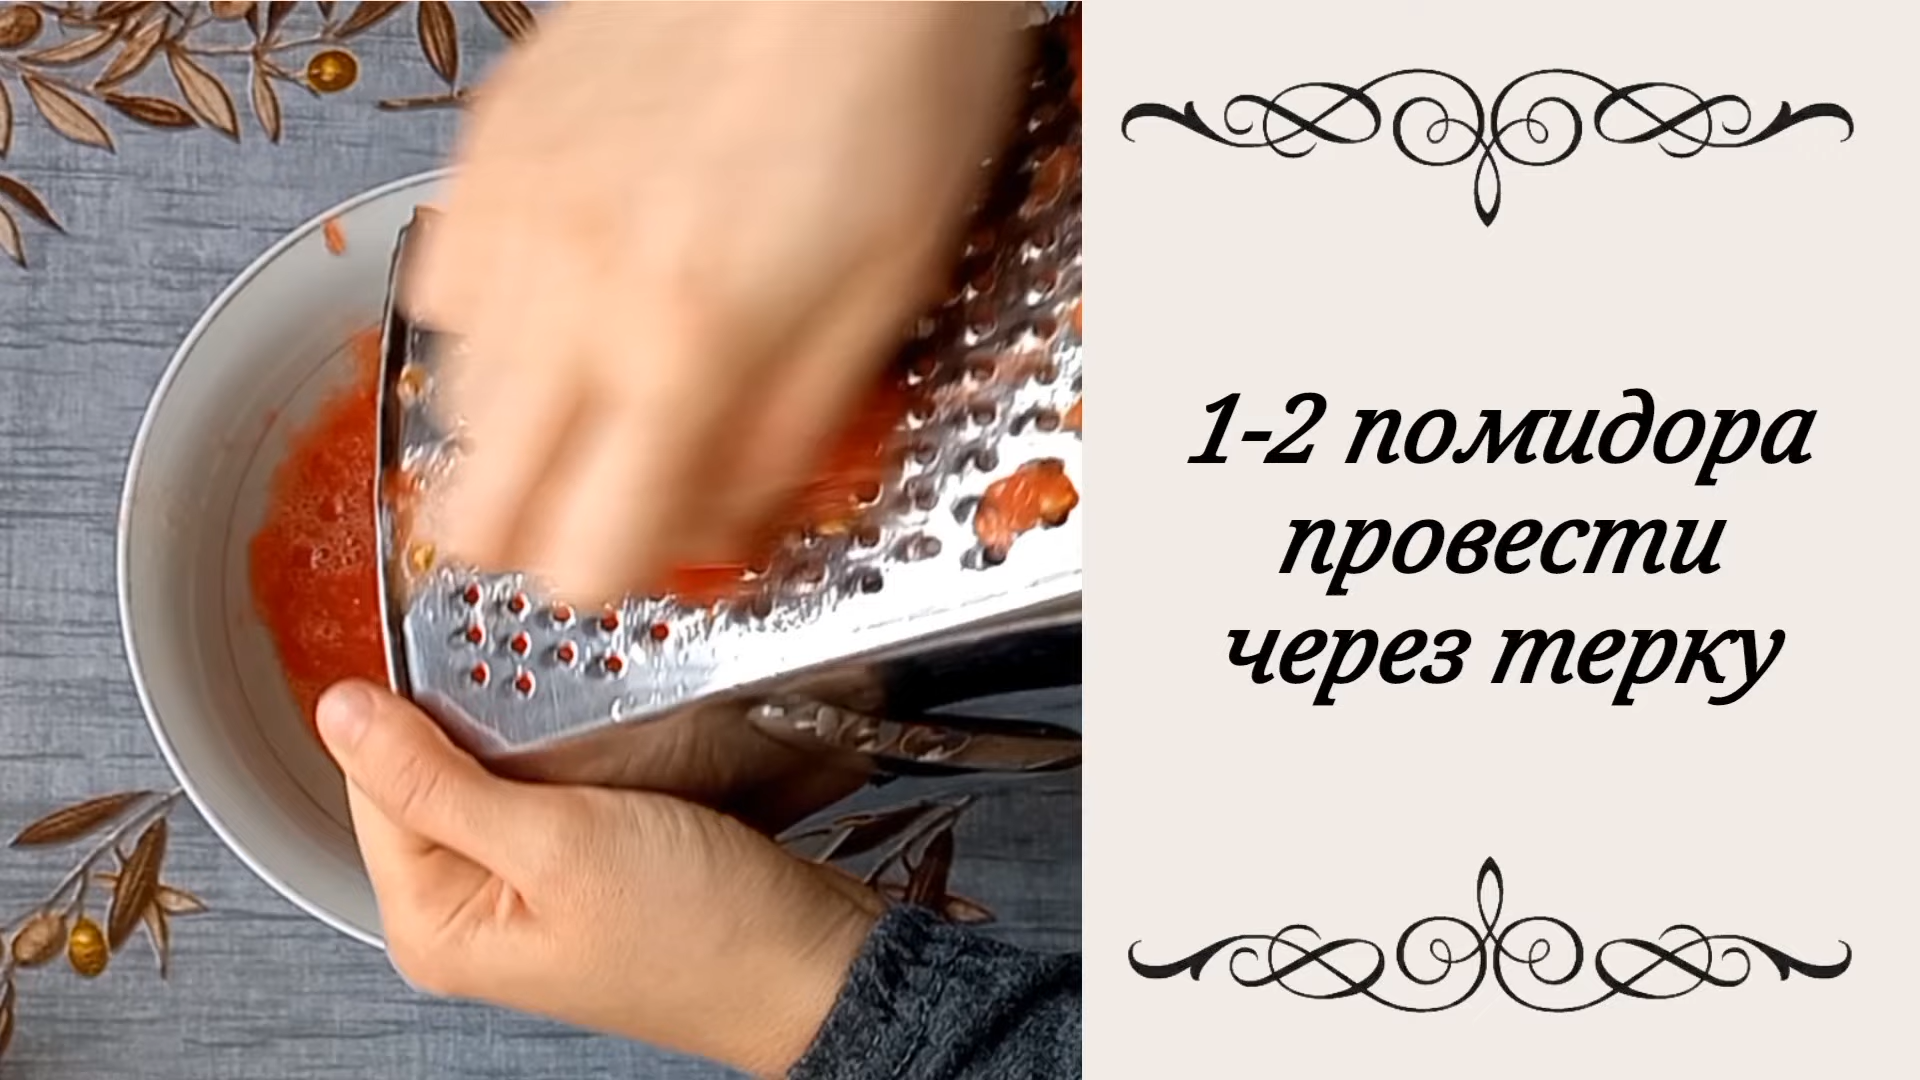 1-2 помидора
провести
через терку